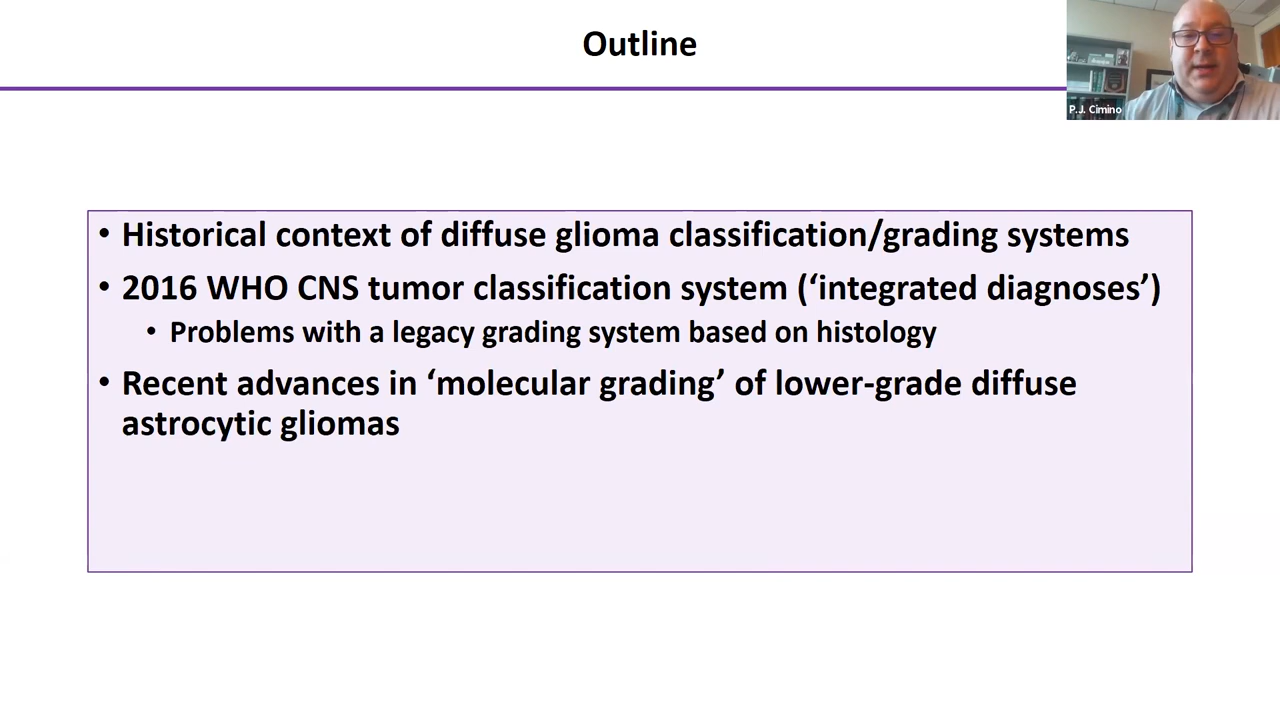 Outline
P.J. Cimino
• Historical context of diffuse glioma classification/grading systems
• 2016 WHO CNS tumor classification system (‘integrated diagnoses’)
• Problems with a legacy grading system based on histology
• Recent advances in ‘molecular grading’ of lower-grade diffuse
astrocytic gliomas